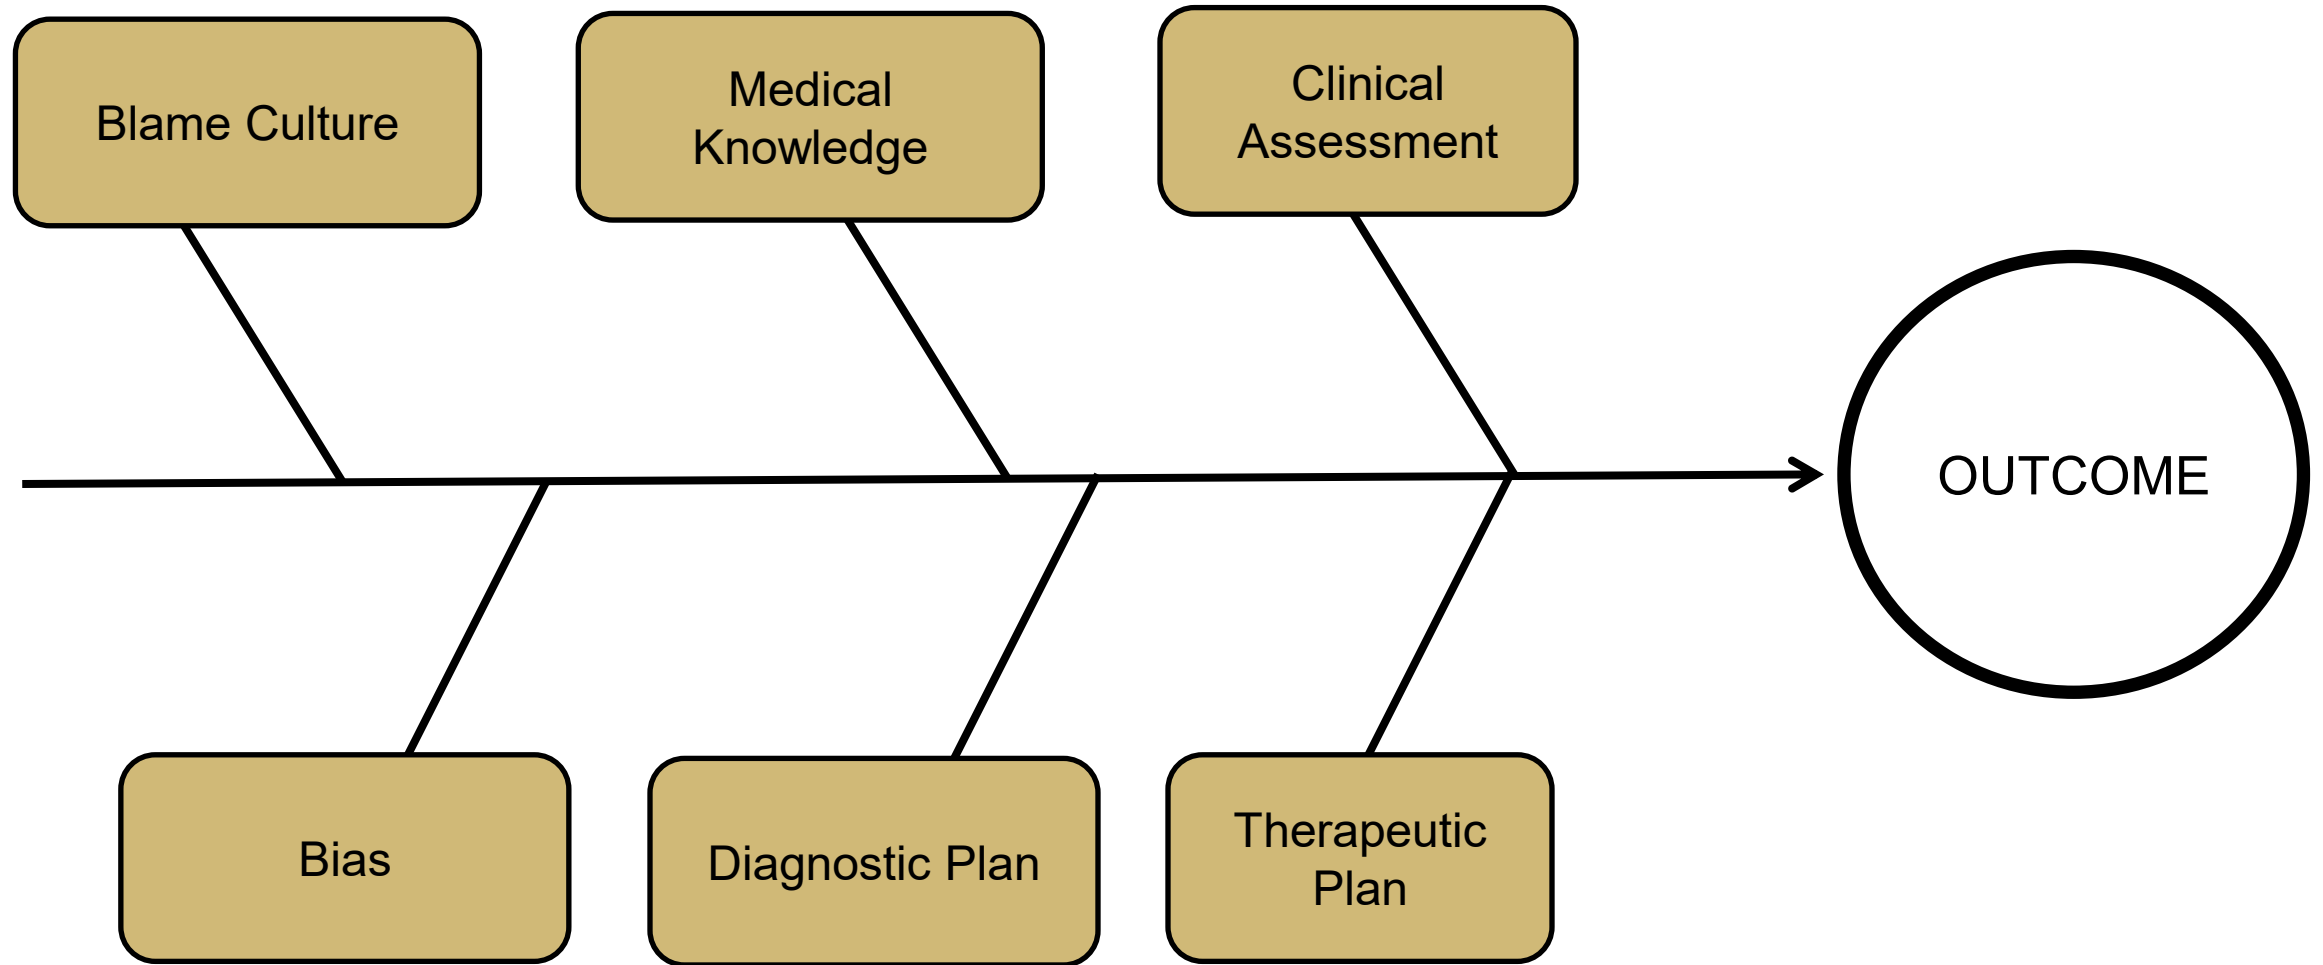 Blame Culture
Medical
Knowledge
Clinical
Assessment
OUTCOME
Bias
Diagnostic Plan
Therapeutic
Plan